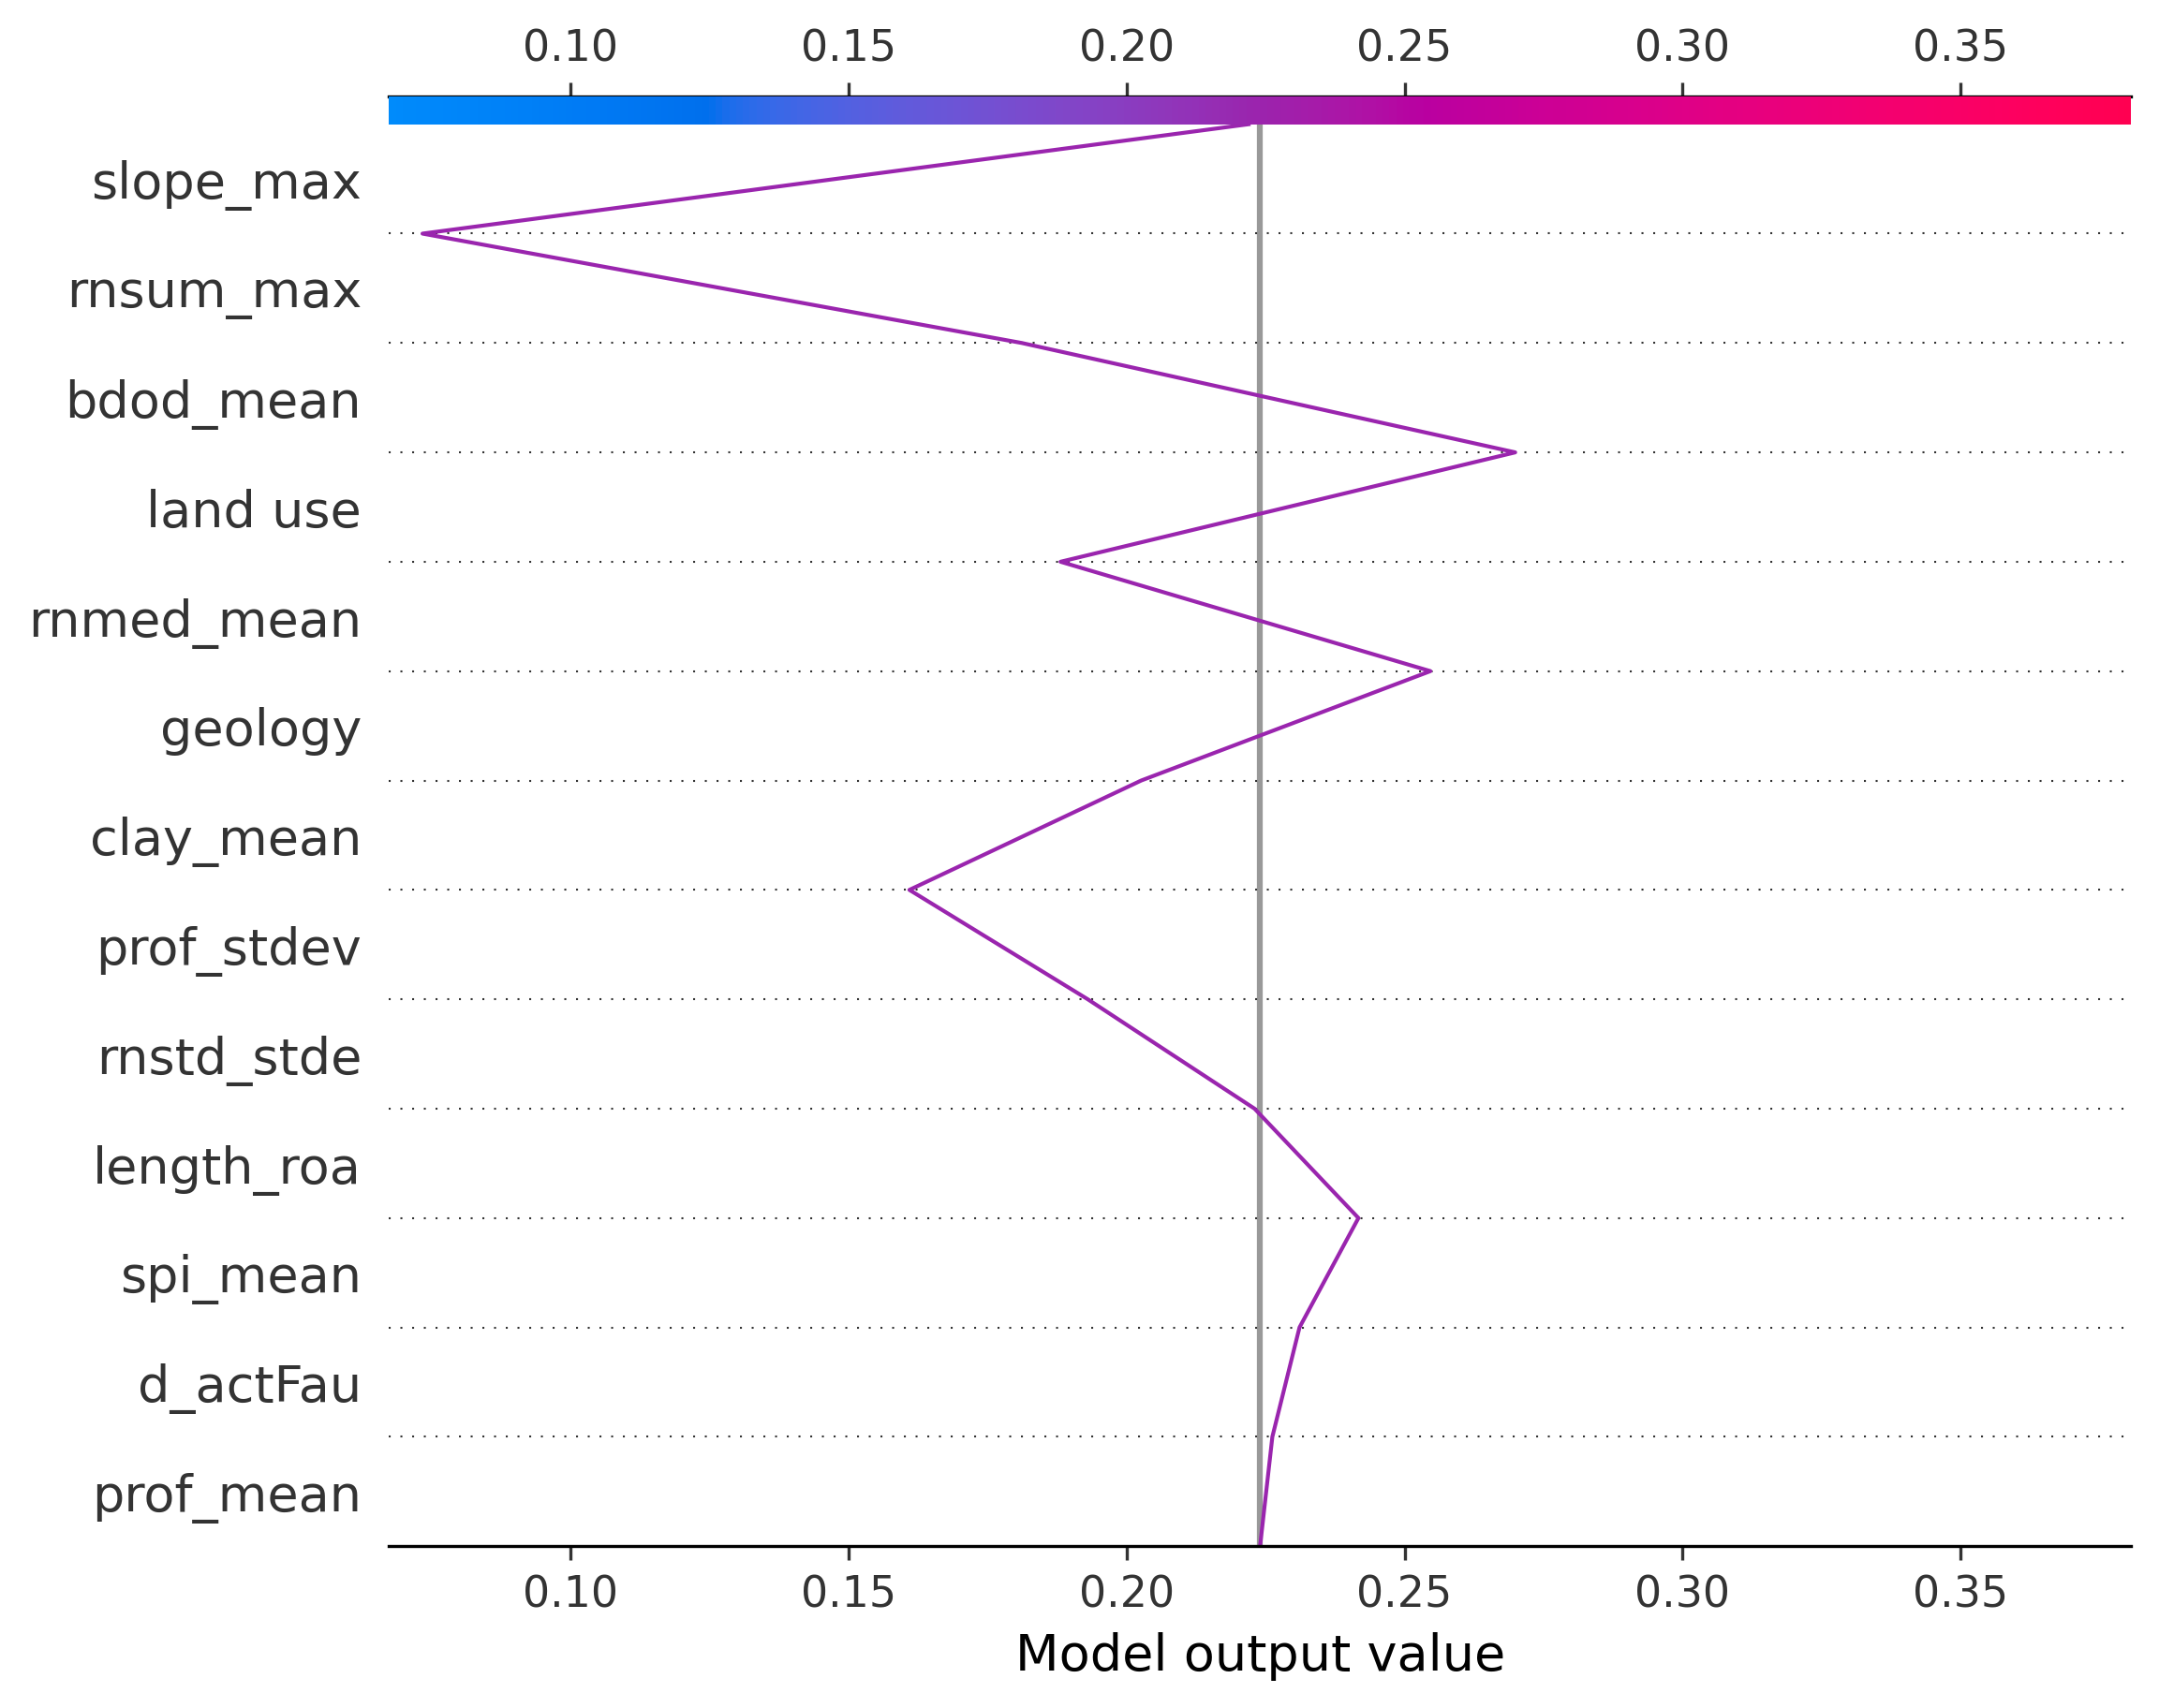 0.10 0.15 0.20 0.25 0.30 0.35
slope_max
rnsum_max
bdod_mean
land use
rnmed_mean
geology
clay_mean
prof_stdev
rnstd_stde
length_roa
spi_mean
d_actFau
prof_mean
0.10 0.15 0.20 0.25 0.30 0.35
Model output value